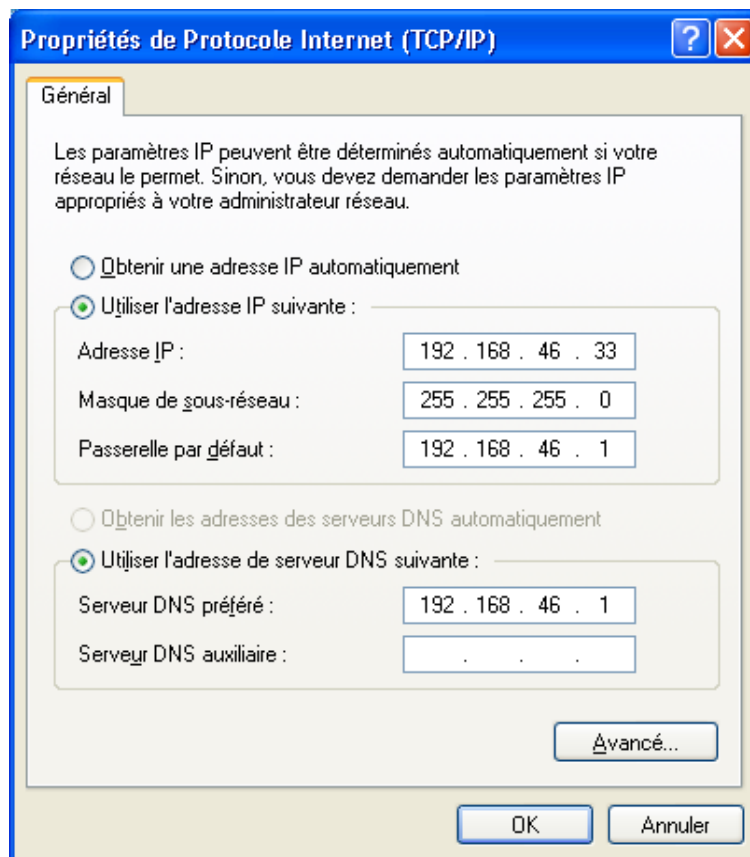 Propriétés de Protocole Internet (TCP/IP)
Général
Les paramètres IP peuvent être déterminés automatiquement si votre
réseau le permet. Sinon, vous devez demander les paramètres IP
appropriés à votre administrateur réseau.
Obtenir une adresse IP automatiquement
Utiliser l'adresse IP suivante :
Adresse IP : 192 . 168 . 46 . 33
Masque de sous-réseau : 255 . 255 . 255 . 0
Passerelle par défaut : 192 . 168 . 46 . 1
Obtenir les adresses des serveurs DNS automatiquement
Utiliser l'adresse de serveur DNS suivante :
Serveur DNS préféré : 192 . 168 . 46 . 1
Serveur DNS auxiliaire : . . .
Avancé...
OK Annuler